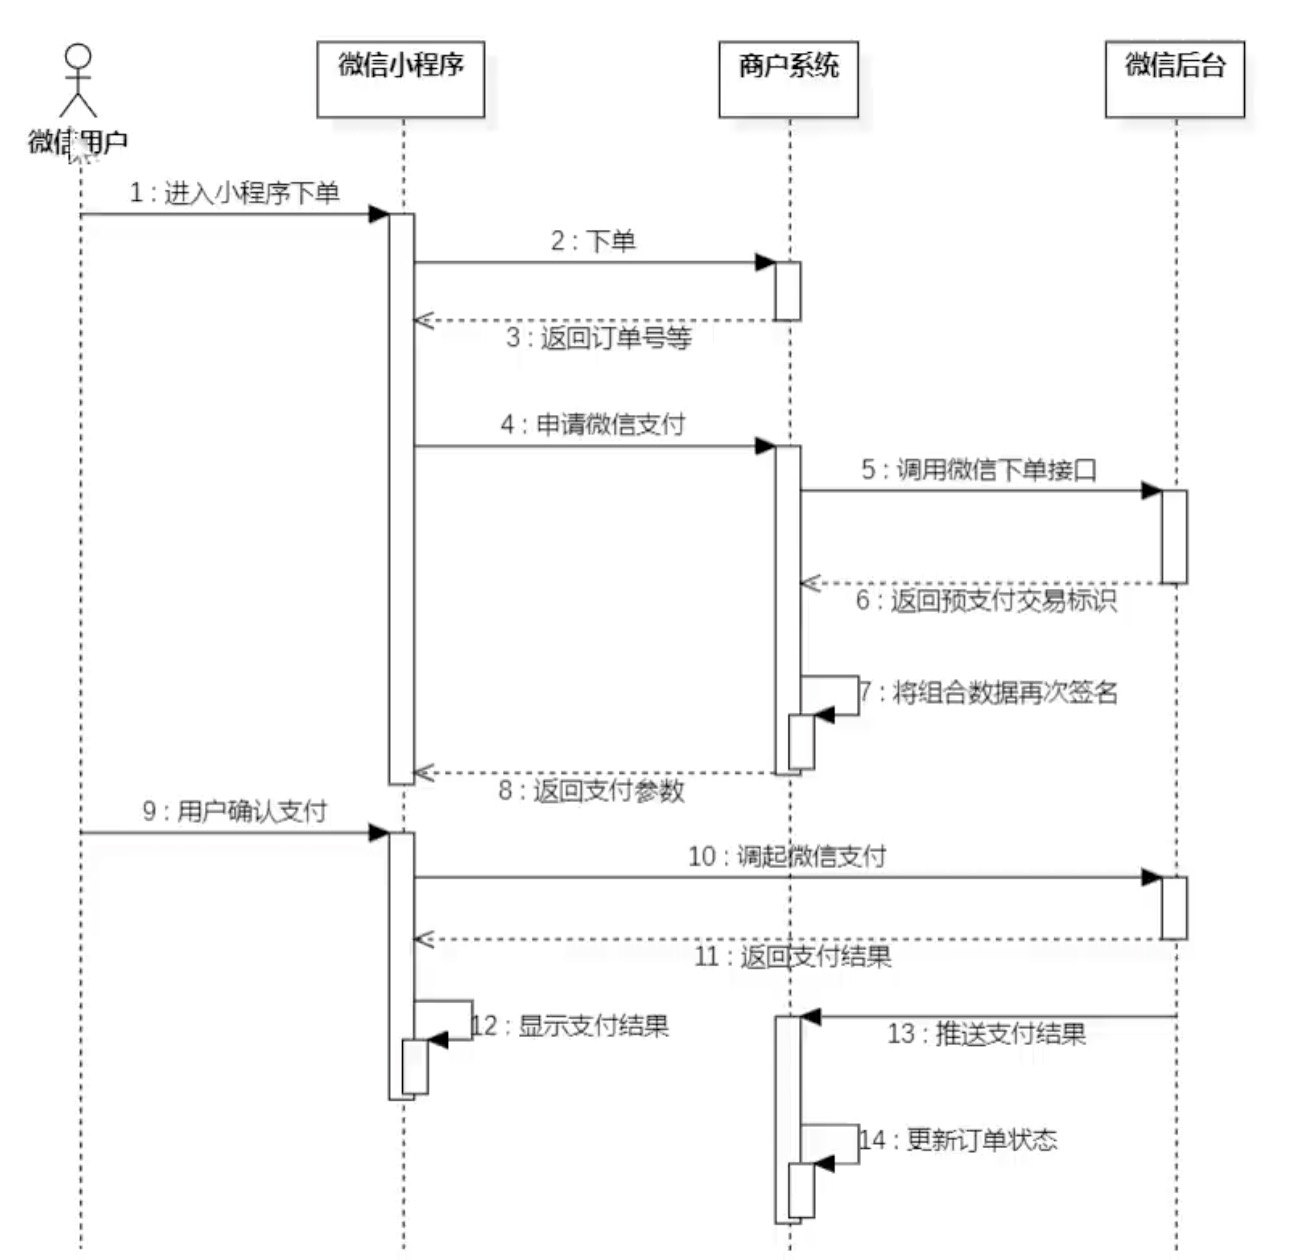 微信小程序
商户系统
微信后台
微信用户
1 : 进入小程序下单
2 : 下单
3 : 返回订单号等
4 : 申请微信支付
5 : 调用微信下单接口
6 : 返回预支付交易标识
7 : 将组合数据再次签名
8 : 返回支付参数
9 : 用户确认支付
10 : 调起微信支付
11 : 返回支付结果
12 : 显示支付结果
13 : 推送支付结果
14 : 更新订单状态